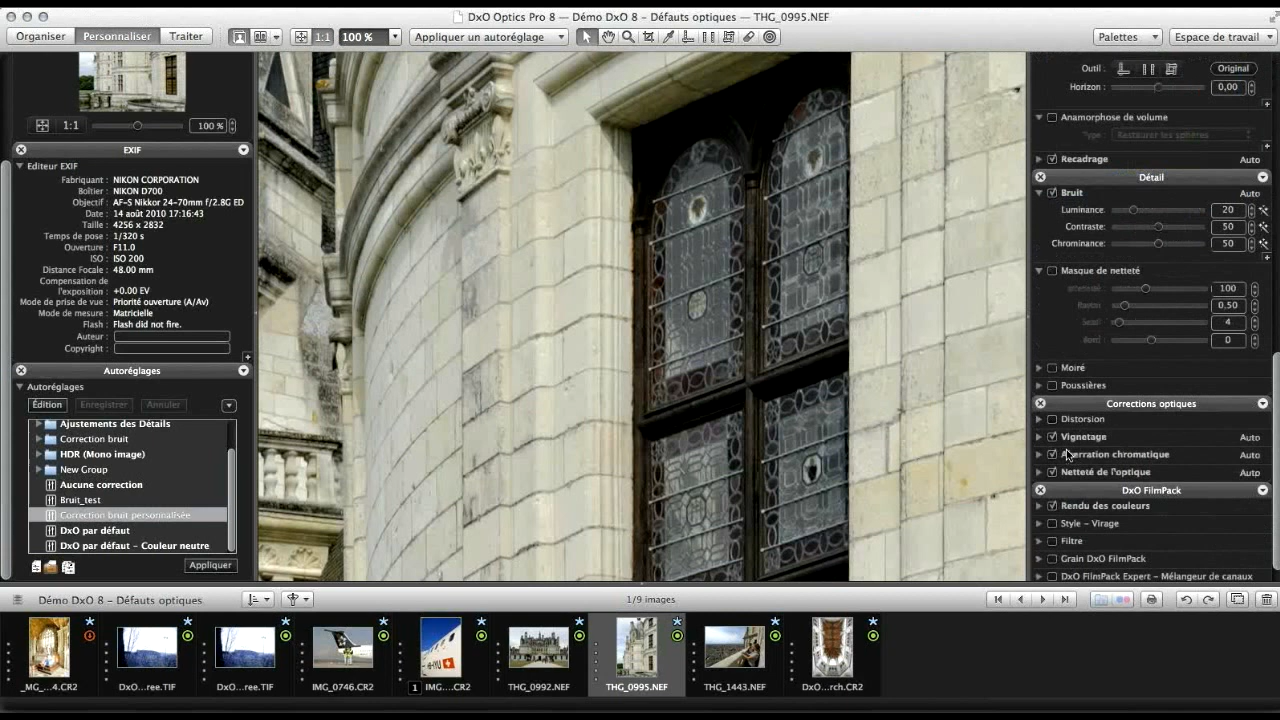 DxO Optics Pro 8 — Démo DxO 8 – Défauts optiques — THG_0995.NEF
Organiser Personnaliser Traiter 1:1 100 % Appliquer un autoréglage Palettes Espace de travail
1:1 100 %
EXIF
Editeur EXIF
Fabriquant : NIKON CORPORATION
Boîtier : NIKON D700
Objectif : AF-S Nikkor 24-70mm f/2.8G ED
Date : 14 août 2010 17:16:43
Taille : 4256 x 2832
Temps de pose : 1/320 s
Ouverture : F11.0
ISO : ISO 200
Distance Focale : 48.00 mm
Compensation de
l'exposition : +0.00 EV
Mode de prise de vue : Priorité ouverture (A/Av)
Mode de mesure : Matricielle
Flash : Flash did not fire.
Auteur :
Copyright :
Autoréglages
Autoréglages
Édition Enregistrer Annuler
Ajustements des Détails
Correction bruit
HDR (Mono image)
New Group
Aucune correction
Bruit_test
Correction bruit personnalisée
DxO par défaut
DxO par défaut – Couleur neutre
Appliquer
Outil : Original
Horizon : 0,00
Anamorphose de volume
Type : Restaurer les sphères
Recadrage Auto
Détail
Bruit Auto
Luminance: 20
Contraste: 50
Chrominance: 50
Masque de netteté
Intensité: 100
Rayon: 0,50
Seuil: 4
Bord: 0
Moiré
Poussières
Corrections optiques
Distorsion
Vignetage Auto
Aberration chromatique Auto
Netteté de l'optique Auto
DxO FilmPack
Rendu des couleurs
Style – Virage
Filtre
Grain DxO FilmPack
DxO FilmPack Expert – Mélangeur de canaux
Démo DxO 8 – Défauts optiques 1/9 images
_MG_...4.CR2 DxO...ree.TIF DxO...ree.TIF IMG_0746.CR2 1 IMG....CR2 THG_0992.NEF THG_0995.NEF THG_1443.NEF DxO...rch.CR2